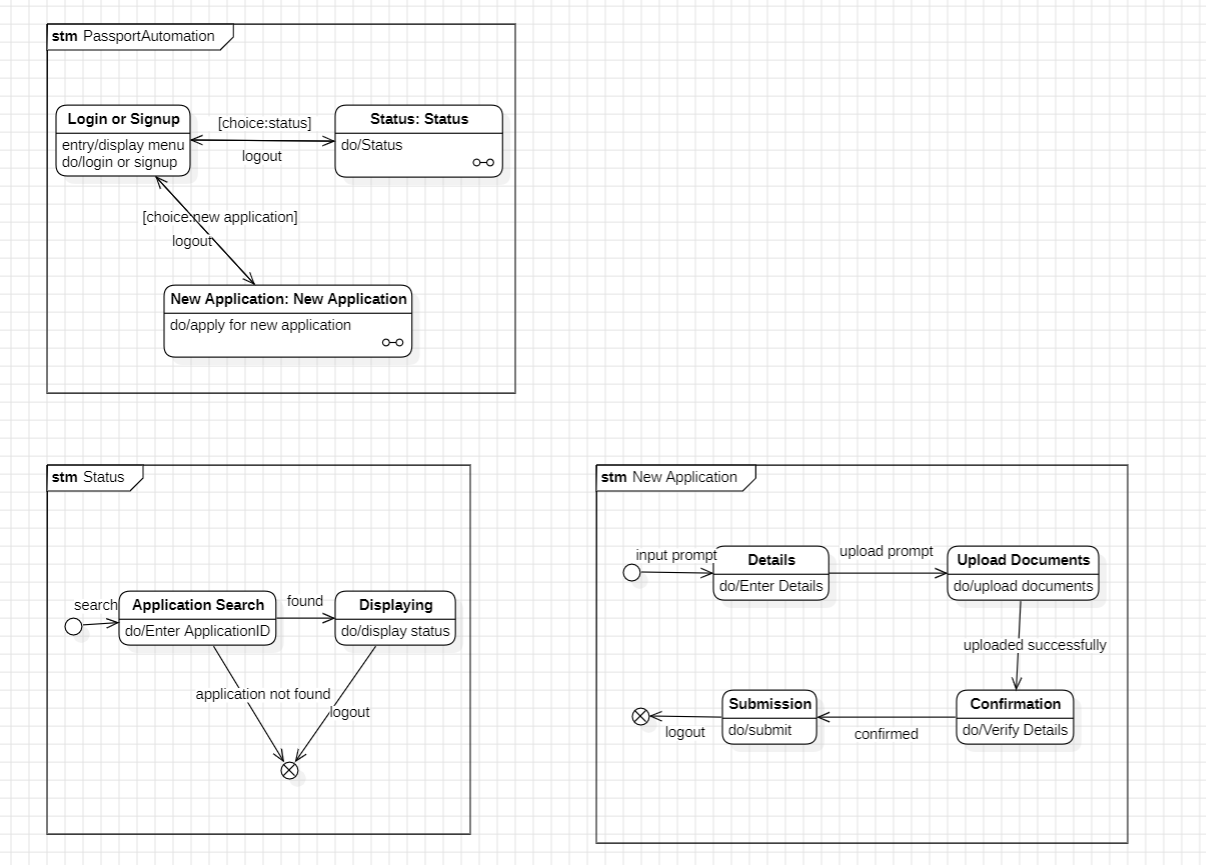 stm PassportAutomation
Login or Signup
entry/display menu
do/login or signup
[choice:status]
logout
Status: Status
do/Status
[choice:new application]
logout
New Application: New Application
do/apply for new application
stm Status
search
Application Search
do/Enter ApplicationID
found
Displaying
do/display status
application not found
logout
stm New Application
input prompt
Details
do/Enter Details
upload prompt
Upload Documents
do/upload documents
uploaded successfully
Confirmation
do/Verify Details
confirmed
Submission
do/submit
logout